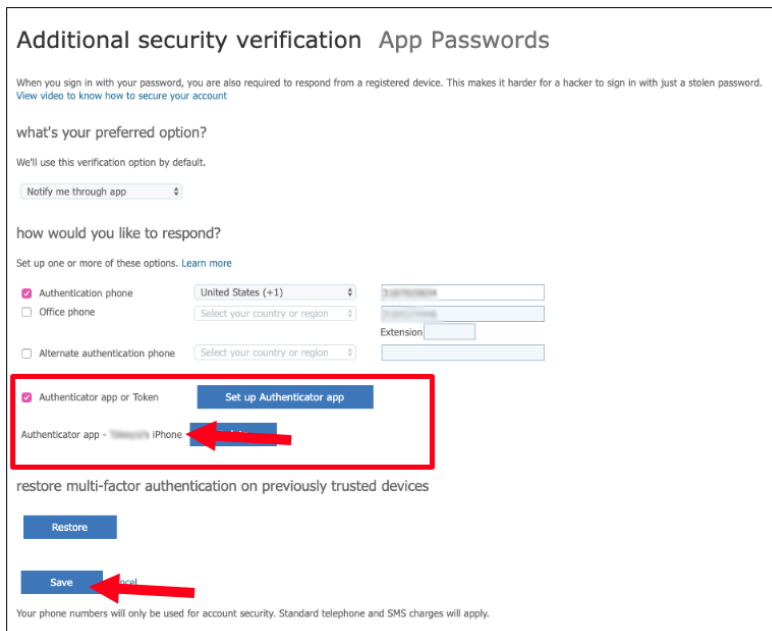 Additional security verification App Passwords
When you sign in with your password, you are also required to respond from a registered device. This makes it harder for a hacker to sign in with just a stolen password.
View video to know how to secure your account
what's your preferred option?
We'll use this verification option by default.
Notify me through app
how would you like to respond?
Set up one or more of these options. Learn more
Authentication phone United States (+1)
Office phone Select your country or region
Extension
Alternate authentication phone Select your country or region
Authenticator app or Token Set up Authenticator app
Authenticator app - iPhone
restore multi-factor authentication on previously trusted devices
Restore
Save
Your phone numbers will only be used for account security. Standard telephone and SMS charges will apply.